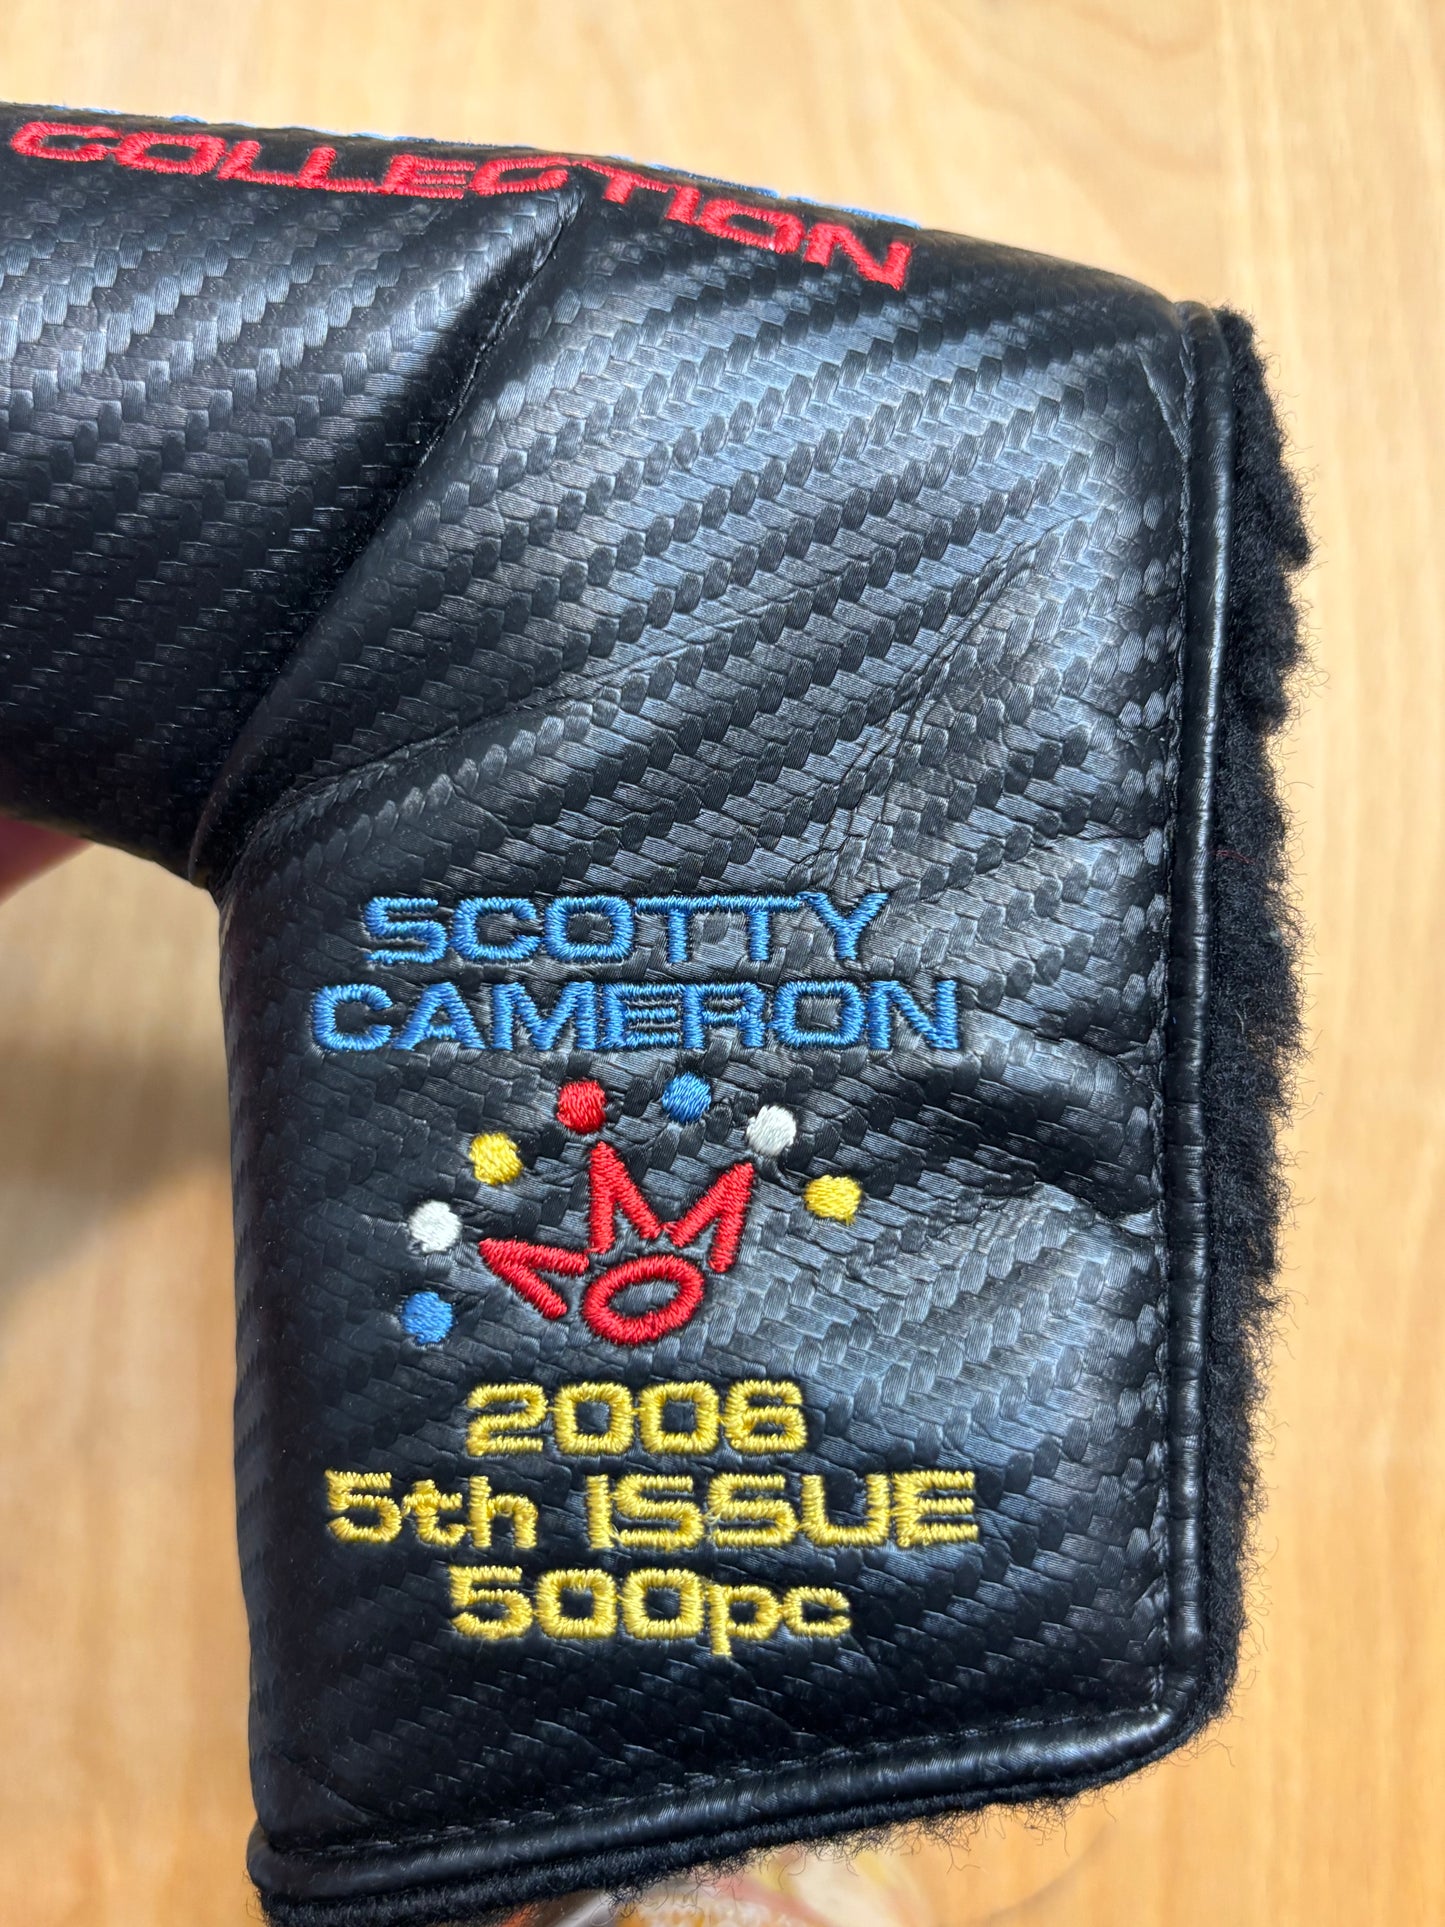 COLLECTION
SCOTTY
CAMERON
2006
5th ISSUE
500pc